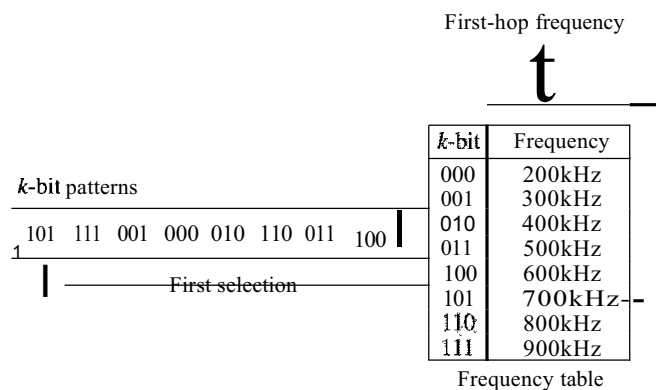 First-hop frequency
t
k-bit Frequency
000 200kHz
k-bit patterns
001 300kHz
010 400kHz
101 111 001 000 010 110 011 100
1
011 500kHz
100 600kHz
First selection
101 700kHz--
110 800kHz
111 900kHz
Frequency table